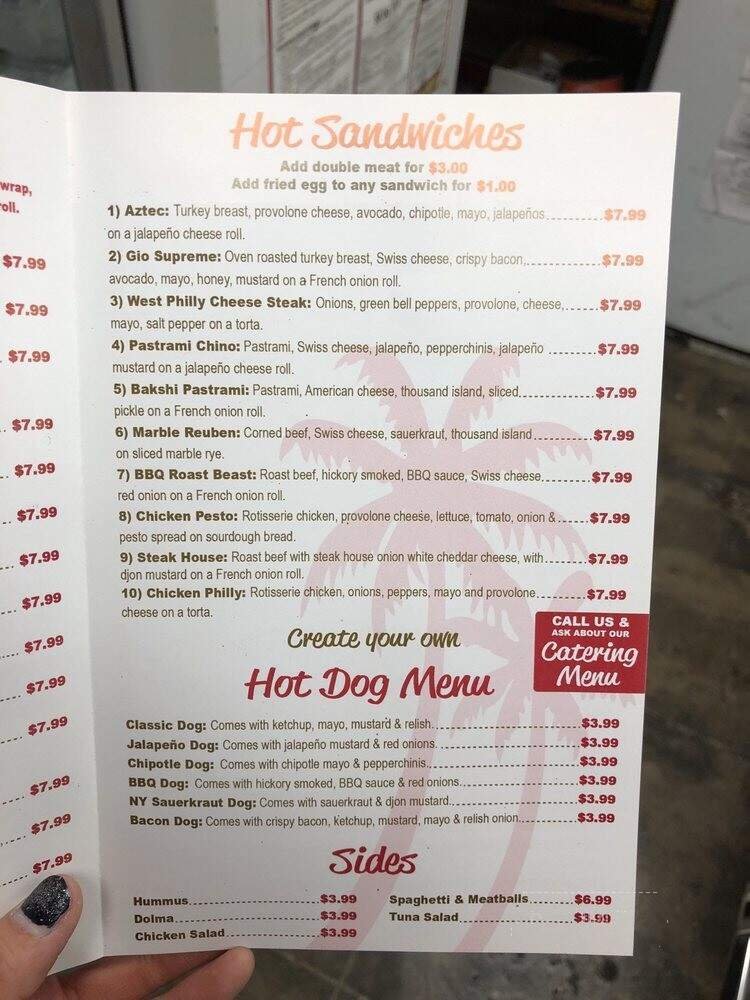 wrap,
roll.
$7.99
$7.99
$7.99
$7.99
$7.99
$7.99
$7.99
$7.99
$7.99
$7.99
$7.99
$7.99
$7.99
$7.99
Hot Sandwiches
Add double meat for $3.00
Add fried egg to any sandwich for $1.00
1) Aztec: Turkey breast, provolone cheese, avocado, chipotle, mayo, jalapeños..........$7.99
on a jalapeño cheese roll.
2) Gio Supreme: Oven roasted turkey breast, Swiss cheese, crispy bacon,..............$7.99
avocado, mayo, honey, mustard on a French onion roll.
3) West Philly Cheese Steak: Onions, green bell peppers, provolone, cheese,......$7.99
mayo, salt pepper on a torta.
4) Pastrami Chino: Pastrami, Swiss cheese, jalapeño, pepperchinis, jalapeño .........$7.99
mustard on a jalapeño cheese roll.
5) Bakshi Pastrami: Pastrami, American cheese, thousand island, sliced..............$7.99
pickle on a French onion roll.
6) Marble Reuben: Corned beef, Swiss cheese, sauerkraut, thousand island...........$7.99
on sliced marble rye.
7) BBQ Roast Beast: Roast beef, hickory smoked, BBQ sauce, Swiss cheese..........$7.99
red onion on a French onion roll.
8) Chicken Pesto: Rotisserie chicken, provolone cheese, lettuce, tomato, onion &......$7.99
pesto spread on sourdough bread.
9) Steak House: Roast beef with steak house onion white cheddar cheese, with........$7.99
djon mustard on a French onion roll.
10) Chicken Philly: Rotisserie chicken, onions, peppers, mayo and provolone.........$7.99
cheese on a torta.
CALL US &
ASK ABOUT OUR
Catering
Menu
Create your own
Hot Dog Menu
Classic Dog: Comes with ketchup, mayo, mustard & relish..............................$3.99
Jalapeño Dog: Comes with jalapeño mustard & red onions. ............................$3.99
Chipotle Dog: Comes with chipotle mayo & pepperchinis...............................$3.99
BBQ Dog: Comes with hickory smoked, BBQ sauce & red onions........................$3.99
NY Sauerkraut Dog: Comes with sauerkraut & djon mustard..........................$3.99
Bacon Dog: Comes with crispy bacon, ketchup, mustard, mayo & relish onion............$3.99
Sides
Hummus......................$3.99
Dolma.........................$3.99
Chicken Salad................$3.99
Spaghetti & Meatballs........$6.99
Tuna Salad....................$3.99